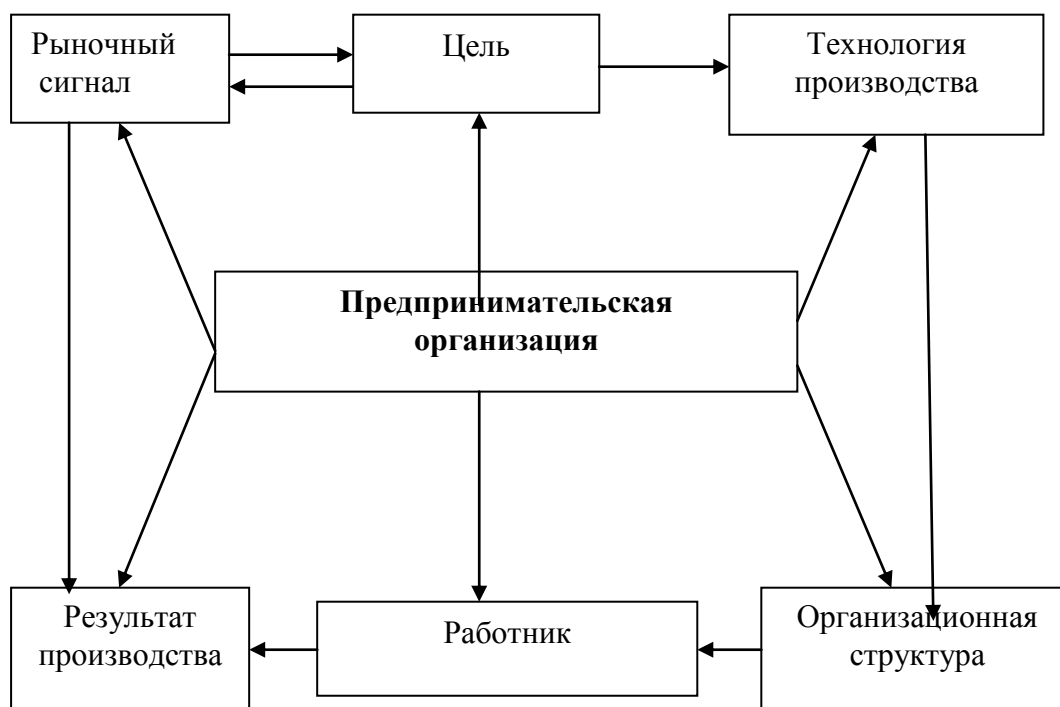 Рыночный
сигнал
Цель
Технология
производства
Предпринимательская
организация
Результат
производства
Работник
Организационная
структура